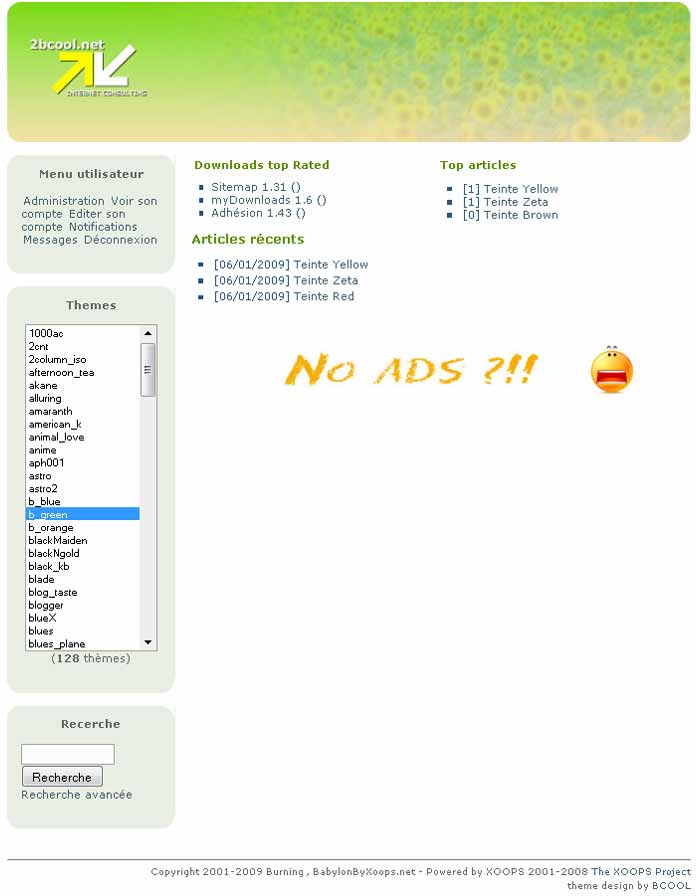 2bcool.net
INTERNET CONSULTING
Menu utilisateur
Administration Voir son
compte Editer son
compte Notifications
Messages Déconnexion
Themes
1000ac
2cnt
2column_iso
afternoon_tea
akane
alluring
amaranth
american_k
animal_love
anime
aph001
astro
astro2
b_blue
b_green
b_orange
blackMaiden
blackNgold
black_kb
blade
blog_taste
blogger
blueX
blues
blues_plane
(128 thèmes)
Recerche
Recherche
Recherche avancée
Downloads top Rated
Sitemap 1.31 ()
myDownloads 1.6 ()
Adhésion 1.43 ()
Top articles
[1] Teinte Yellow
[1] Teinte Zeta
[0] Teinte Brown
Articles récents
[06/01/2009] Teinte Yellow
[06/01/2009] Teinte Zeta
[06/01/2009] Teinte Red
No ADS ?!!
Copyright 2001-2009 Burning , BabylonByXoops.net - Powered by XOOPS 2001-2008 The XOOPS Project
theme design by BCOOL